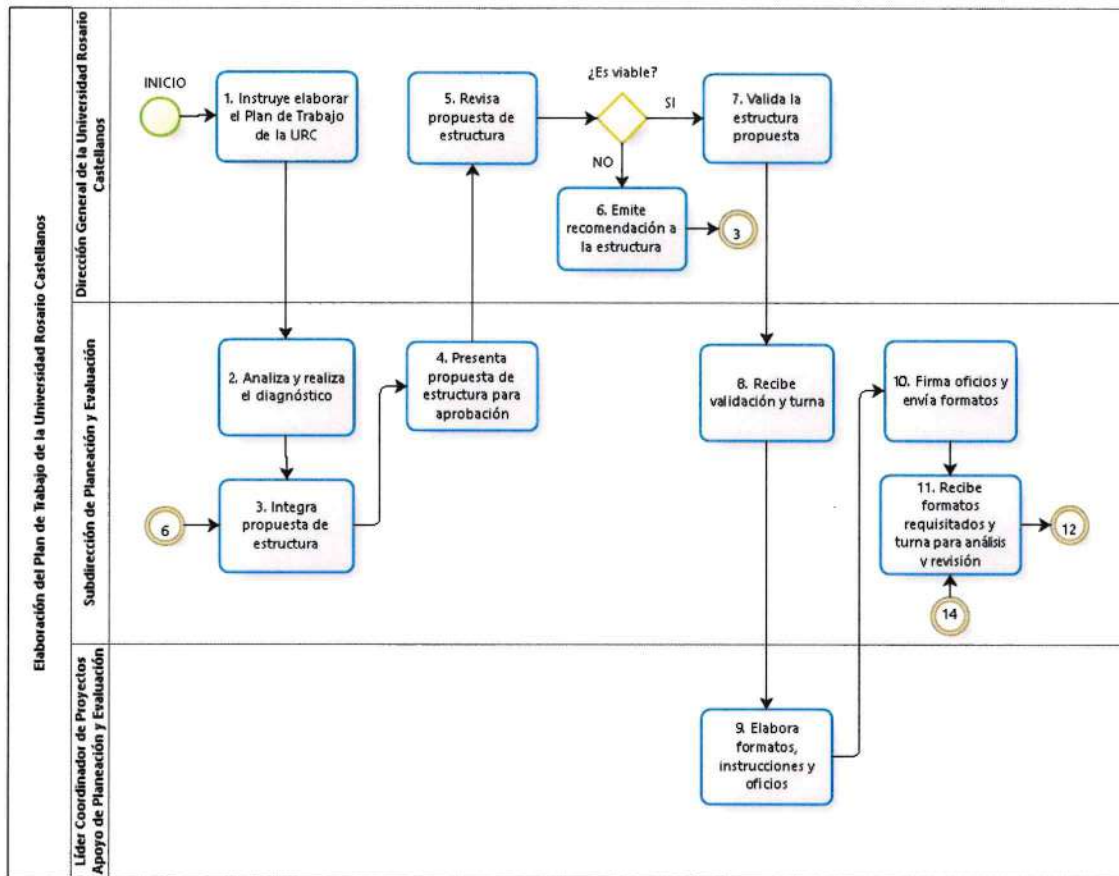 Elaboración del Plan de Trabajo de la Universidad Rosario Castellanos
Dirección General de la Universidad Rosario
Castellanos
INICIO
1. Instruye elaborar
el Plan de Trabajo
de la URC
5. Revisa
propuesta de
estructura
¿Es viable?
SI
NO
7. Valida la
estructura
propuesta
6. Emite
recomendación a
la estructura
3
Subdirección de Planeación y Evaluación
2. Analiza y realiza
el diagnóstico
4. Presenta
propuesta de
estructura para
aprobación
6
3. Integra
propuesta de
estructura
8. Recibe
validación y turna
10. Firma oficios y
envía formatos
11. Recibe
formatos
requisitados y
turna para análisis
y revisión
12
14
Líder Coordinador de Proyectos
Apoyo de Planeación y Evaluación
9. Elabora
formatos,
instrucciones y
oficios